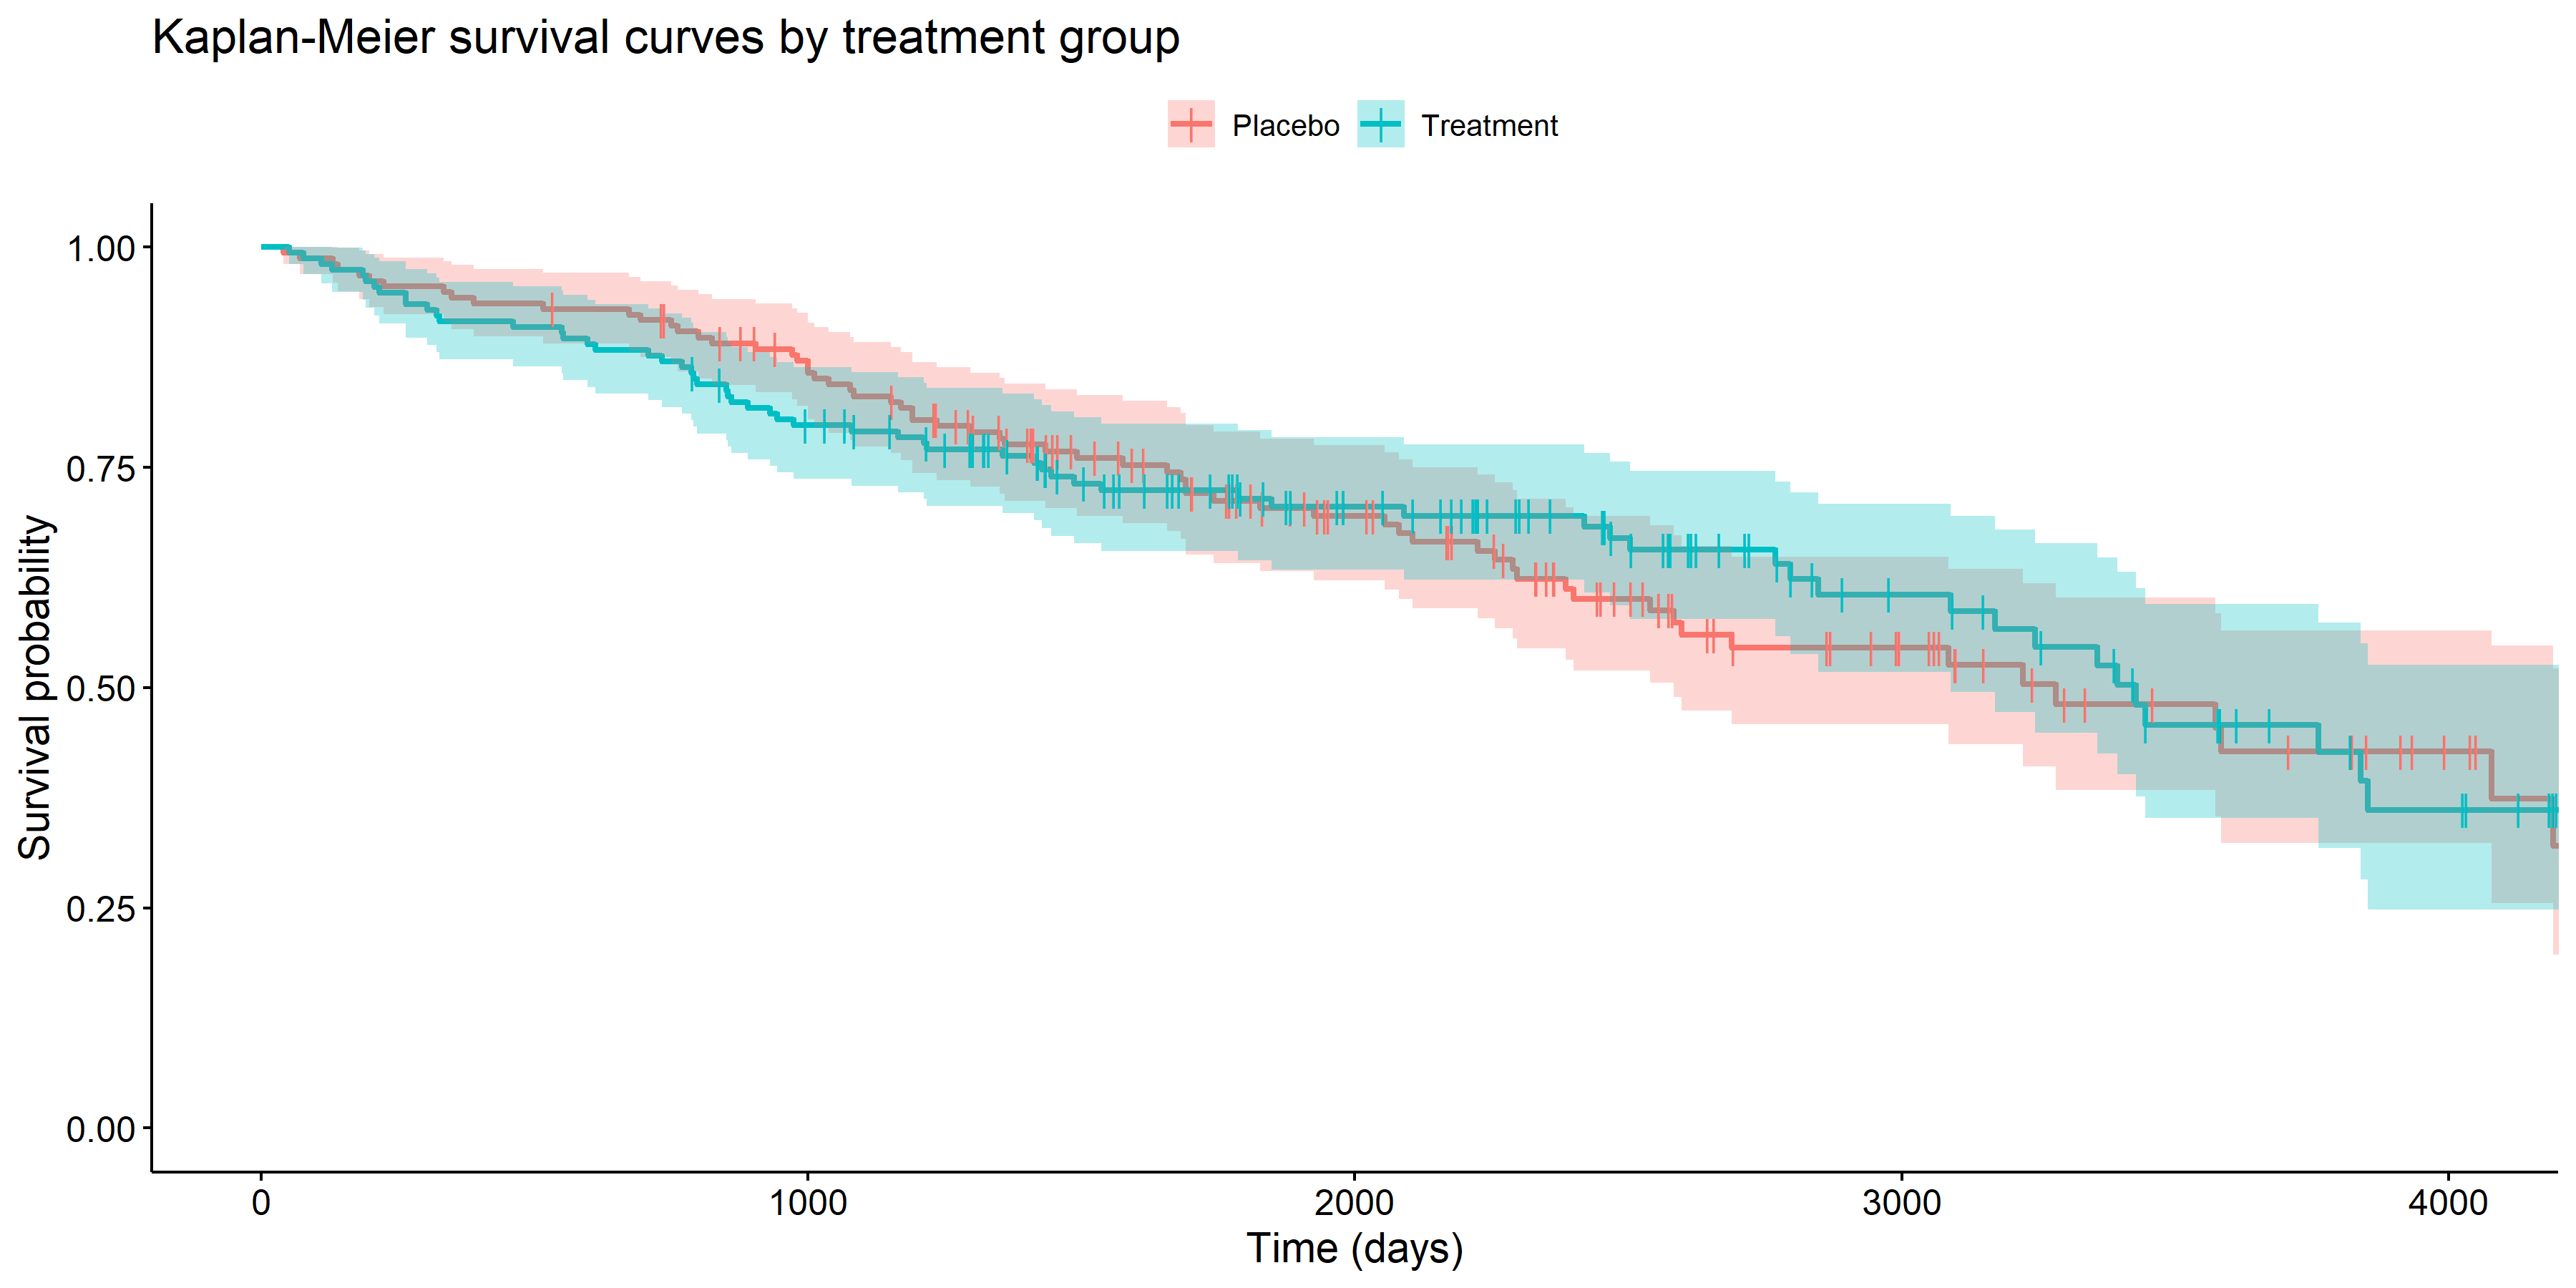 Kaplan-Meier survival curves by treatment group
Placebo Treatment
Survival probability
1.00
0.75
0.50
0.25
0.00
0 1000 2000 3000 4000
Time (days)